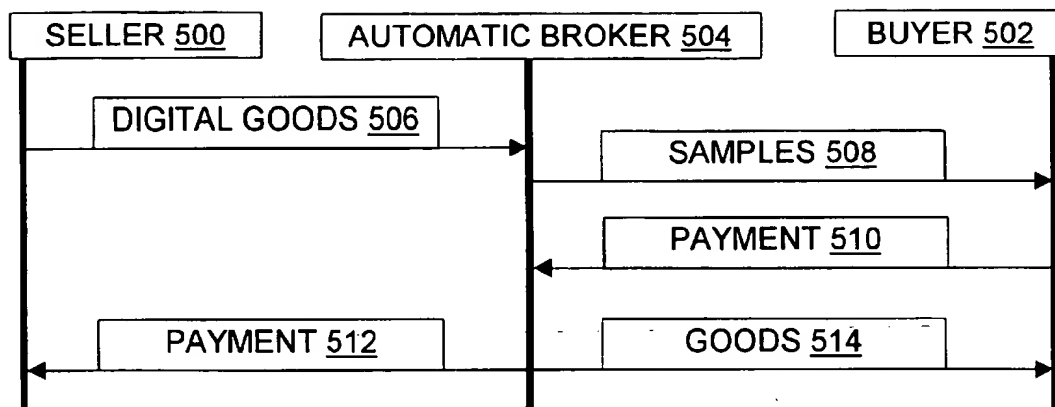 SELLER 500
AUTOMATIC BROKER 504
BUYER 502
DIGITAL GOODS 506
SAMPLES 508
PAYMENT 510
PAYMENT 512
GOODS 514